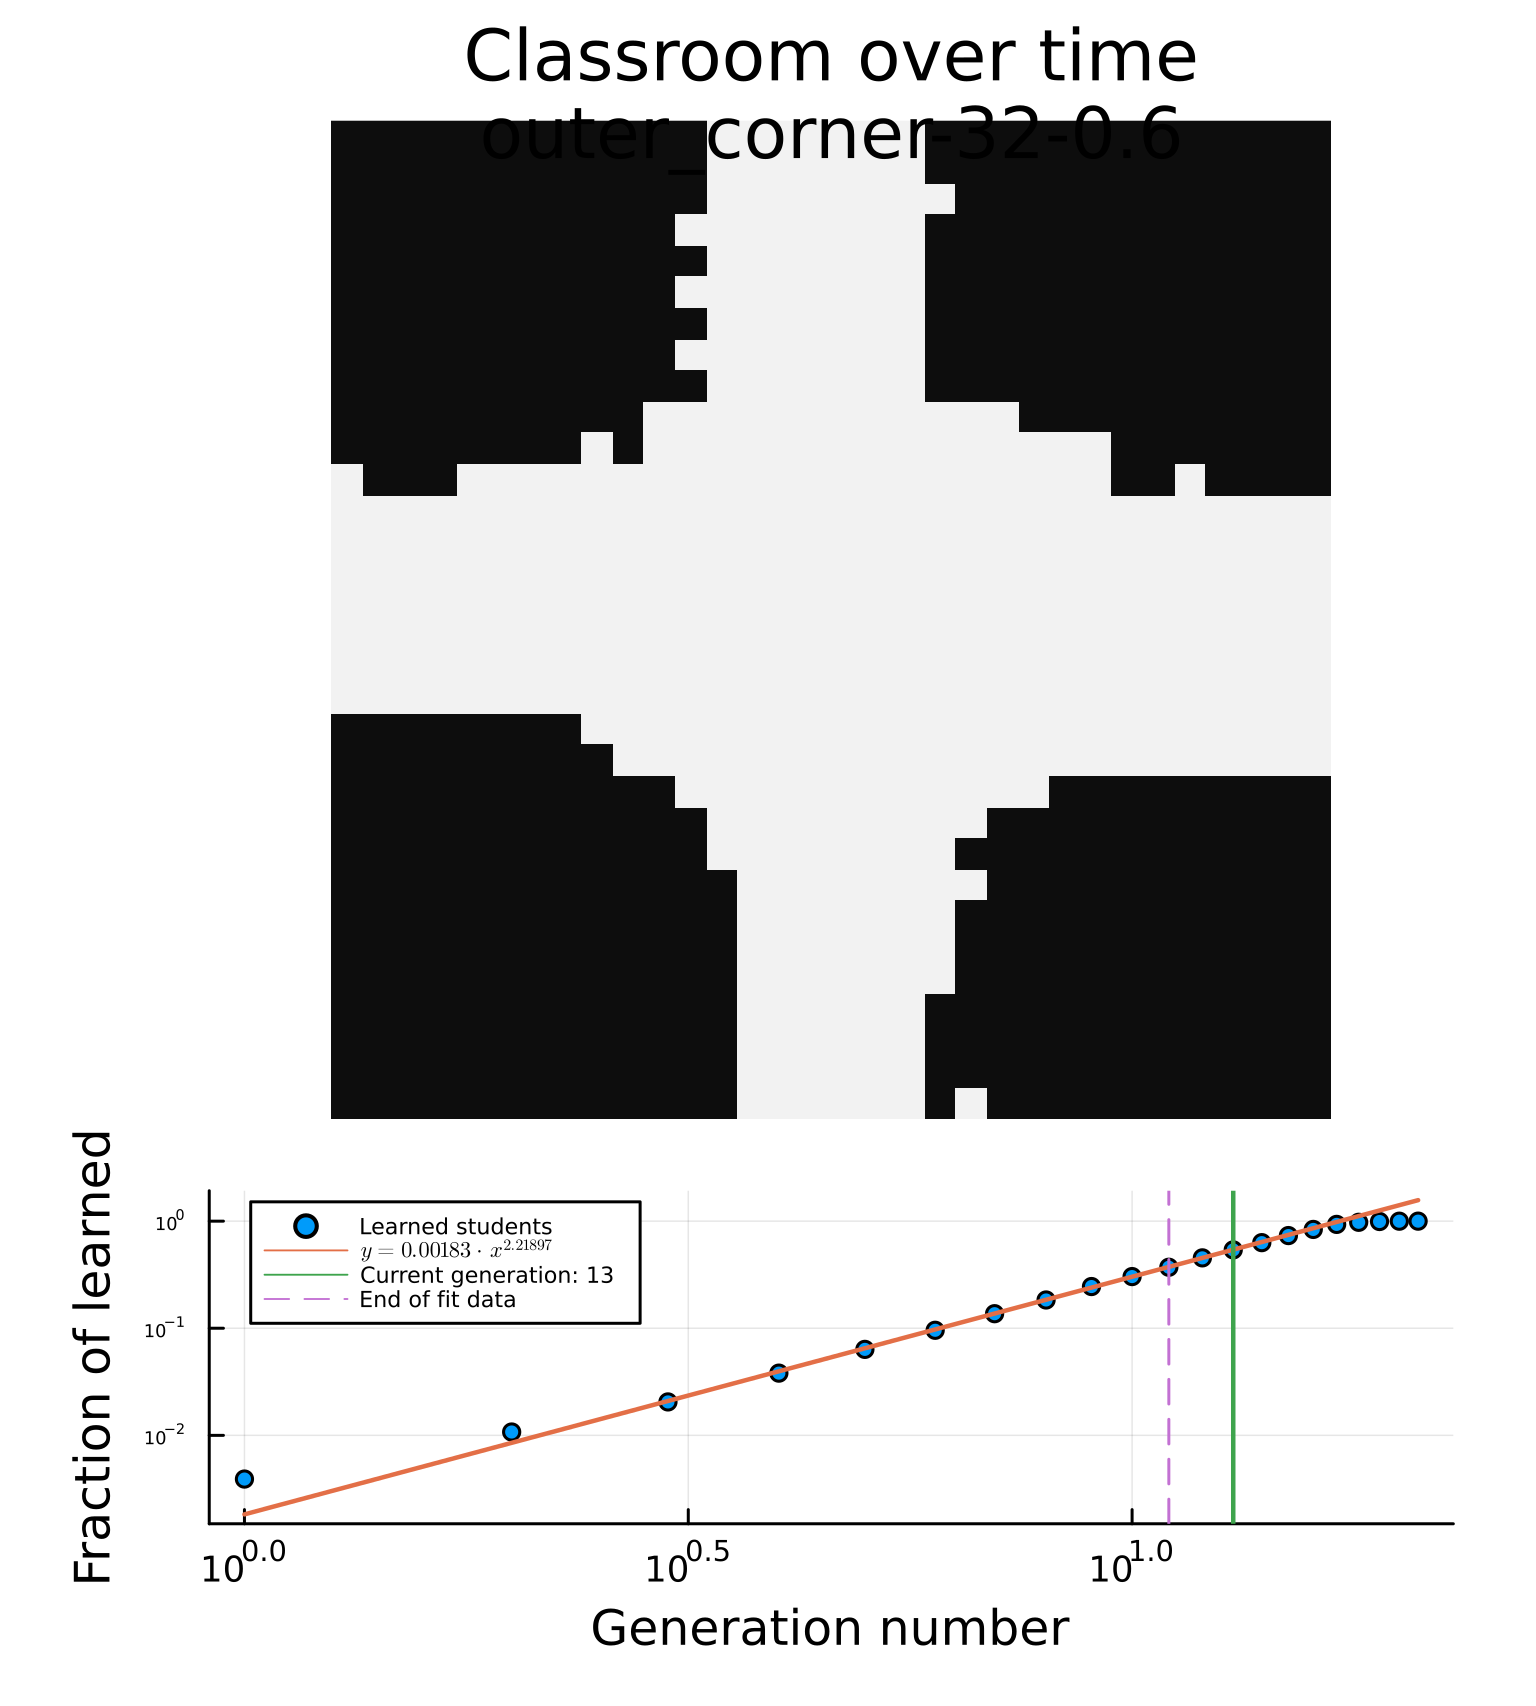 Classroom over time
outer_corner-32-0.6
Fraction of learned
10⁰
10⁻¹
10⁻²
Learned students
y = 0.00183 · x^2.21897
Current generation: 13
End of fit data
10^0.0 10^0.5 10^1.0
Generation number